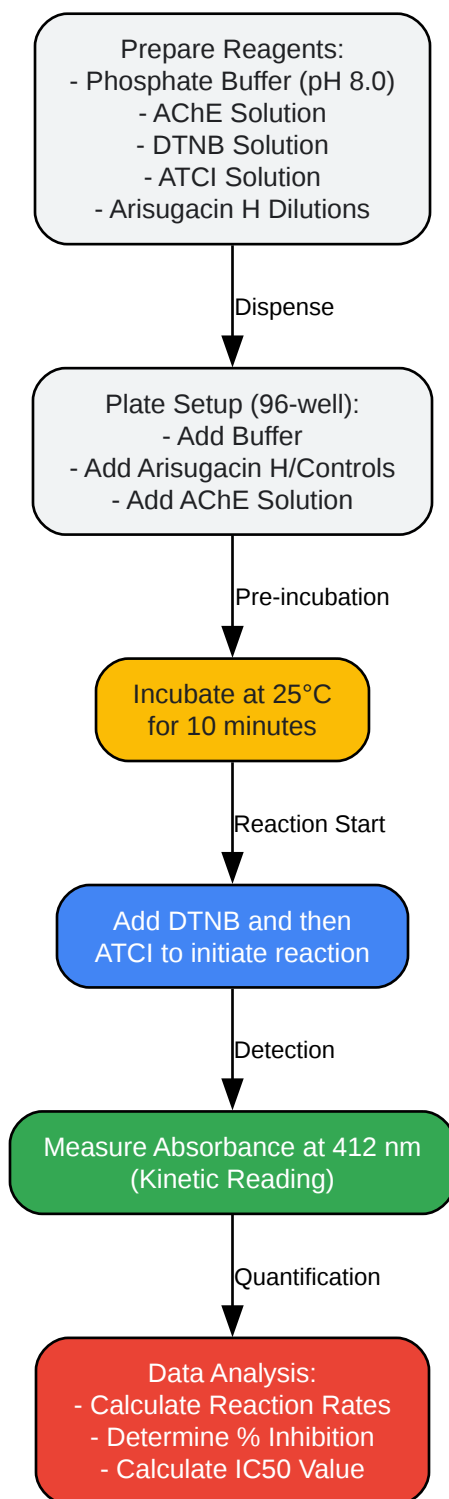 Prepare Reagents:
- Phosphate Buffer (pH 8.0)
- AChE Solution
- DTNB Solution
- ATCI Solution
- Arisugacin H Dilutions
Dispense
Plate Setup (96-well):
- Add Buffer
- Add Arisugacin H/Controls
- Add AChE Solution
Pre-incubation
Incubate at 25°C
for 10 minutes
Reaction Start
Add DTNB and then
ATCI to initiate reaction
Detection
Measure Absorbance at 412 nm
(Kinetic Reading)
Quantification
Data Analysis:
- Calculate Reaction Rates
- Determine % Inhibition
- Calculate IC50 Value